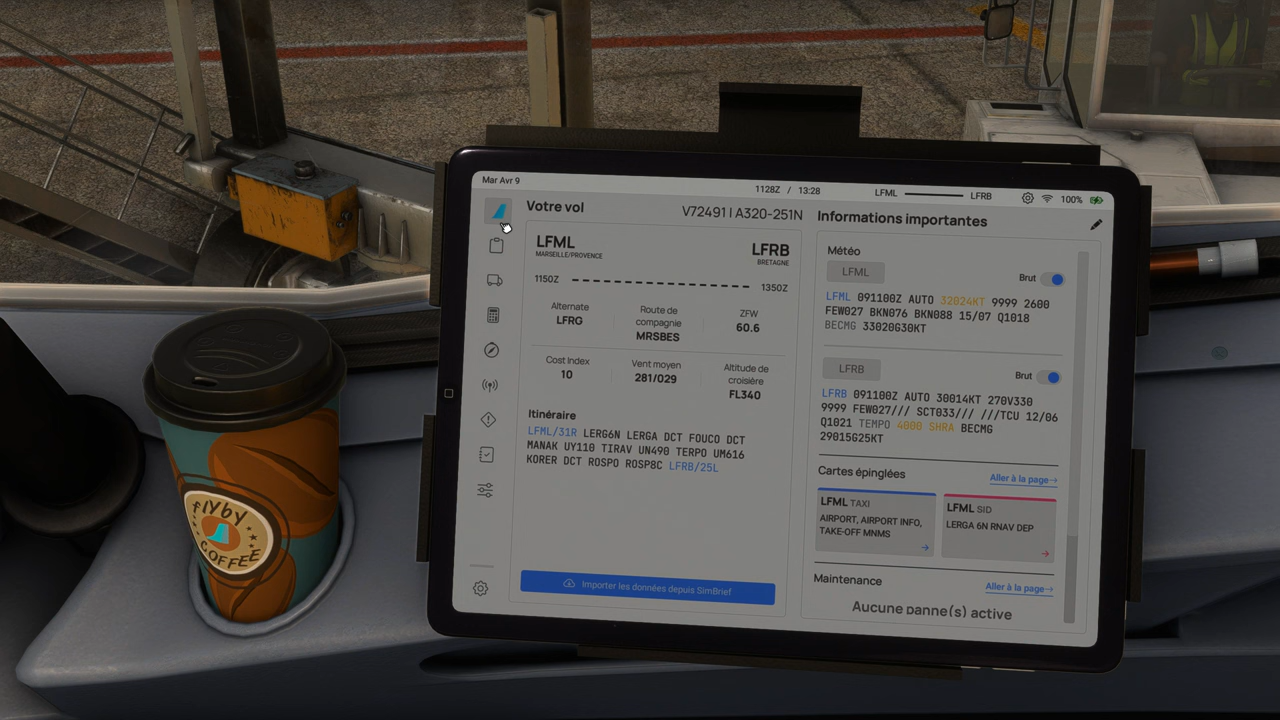 Mar Avr 9
1128Z / 13:28
LFML LFRB
100%
Votre vol
V72491 | A320-251N
LFML
MARSEILLE/PROVENCE
LFRB
BRETAGNE
1150Z
1350Z
Alternate
LFRG
Route de
compagnie
MRSBES
ZFW
60.6
Cost Index
10
Vent moyen
281/029
Altitude de
croisière
FL340
Itinéraire
LFML/31R LERG6N LERGA DCT FOUCO DCT
MANAK UY110 TIRAV UN490 TERPO UM616
KORER DCT ROSPO ROSP8C LFRB/25L
Importer les données depuis SimBrief
Informations importantes
Météo
LFML
Brut
LFML 091100Z AUTO 32024KT 9999 2600
FEW027 BKN076 BKN088 15/07 Q1018
BECMG 33020G30KT
LFRB
Brut
LFRB 091100Z AUTO 30014KT 270V330
9999 FEW027/// SCT033/// ///TCU 12/06
Q1021 TEMPO 4000 SHRA BECMG
29015G25KT
Cartes épinglées
Aller à la page
LFML TAXI
AIRPORT, AIRPORT INFO,
TAKE-OFF MNMS
LFML SID
LERGA 6N RNAV DEP
Maintenance
Aller à la page
Aucune panne(s) active
flyby
COFFEE